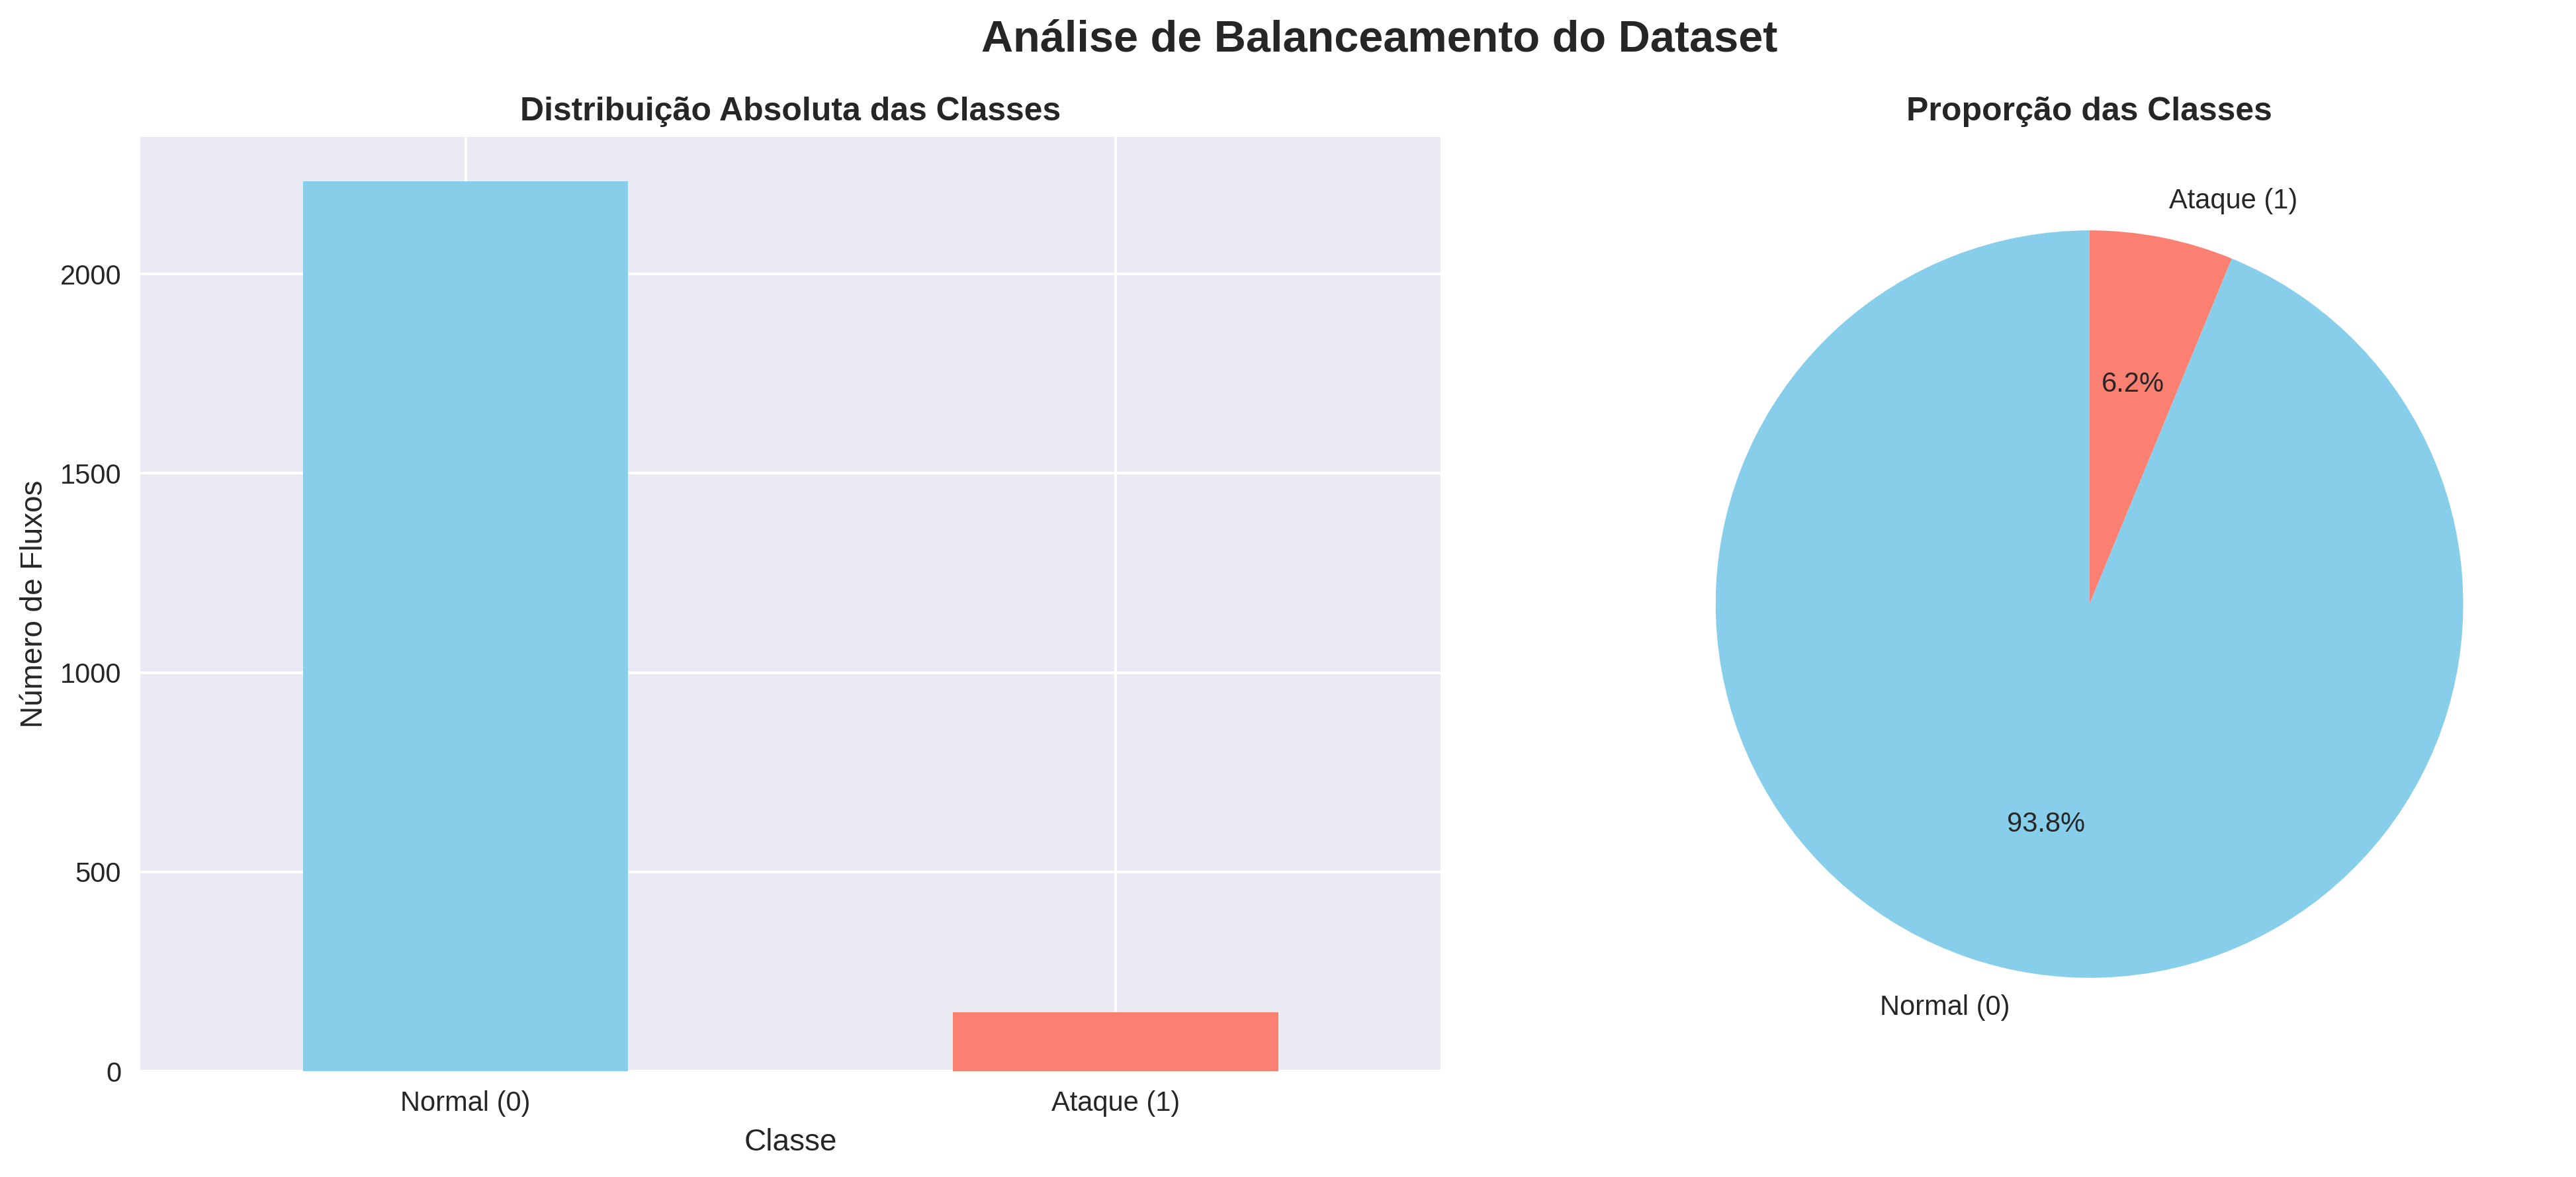 Análise de Balanceamento do Dataset
Distribuição Absoluta das Classes
Número de Fluxos
2000
1500
1000
500
0
Normal (0)
Ataque (1)
Classe
Proporção das Classes
Ataque (1)
6.2%
93.8%
Normal (0)